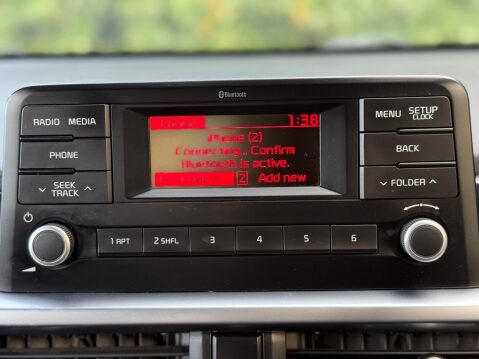 Bluetooth
RADIO MEDIA
PHONE
SEEK
TRACK
1:38
iPhone (2)
Connecting... Confirm
Bluetooth is active.
2 Add new
MENU SETUP
CLOCK
BACK
FOLDER
1 RPT 2 SHFL 3 4 5 6